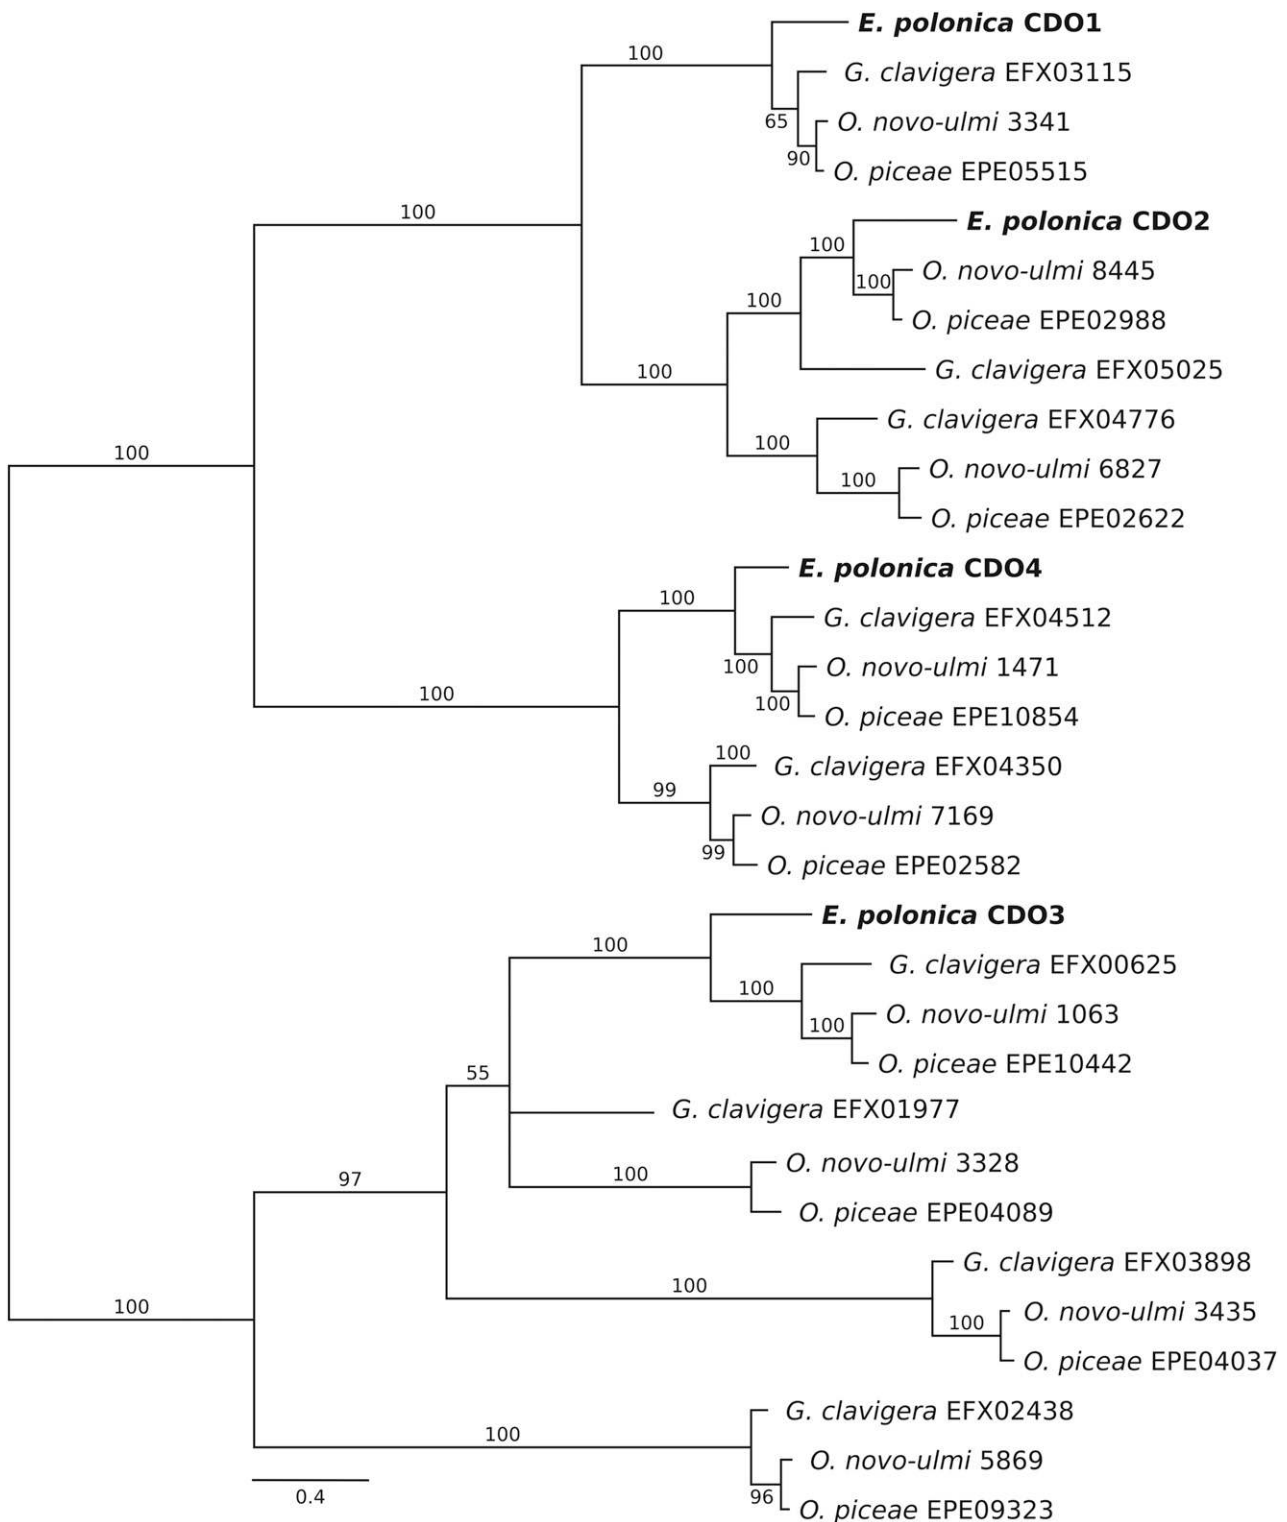 E. polonica CDO1
100
G. clavigera EFX03115
65
O. novo-ulmi 3341
90
O. piceae EPE05515
100
E. polonica CDO2
100
O. novo-ulmi 8445
100
100
O. piceae EPE02988
100
G. clavigera EFX05025
G. clavigera EFX04776
100
100
O. novo-ulmi 6827
100
O. piceae EPE02622
E. polonica CDO4
100
G. clavigera EFX04512
100
O. novo-ulmi 1471
100
100
O. piceae EPE10854
100
G. clavigera EFX04350
99
O. novo-ulmi 7169
99
O. piceae EPE02582
E. polonica CDO3
100
G. clavigera EFX00625
100
O. novo-ulmi 1063
100
O. piceae EPE10442
55
G. clavigera EFX01977
O. novo-ulmi 3328
97
100
O. piceae EPE04089
G. clavigera EFX03898
100
100
O. novo-ulmi 3435
100
O. piceae EPE04037
G. clavigera EFX02438
100
O. novo-ulmi 5869
0.4
96
O. piceae EPE09323